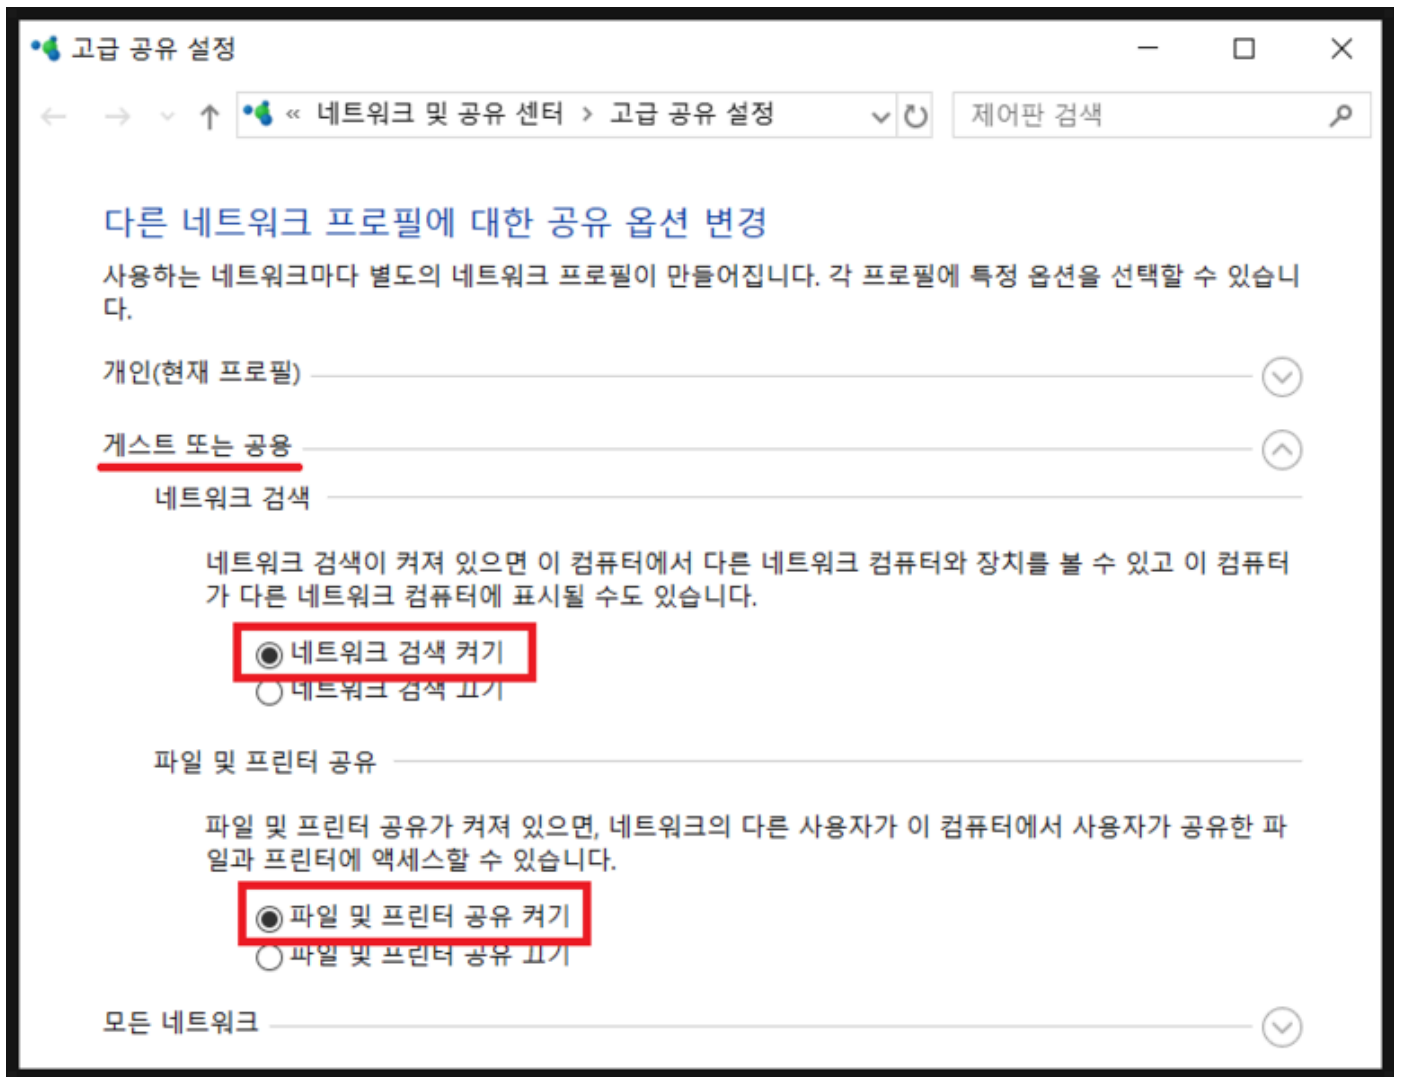 고급 공유 설정
« 네트워크 및 공유 센터 > 고급 공유 설정
제어판 검색
다른 네트워크 프로필에 대한 공유 옵션 변경
사용하는 네트워크마다 별도의 네트워크 프로필이 만들어집니다. 각 프로필에 특정 옵션을 선택할 수 있습니
다.
개인(현재 프로필)
게스트 또는 공용
네트워크 검색
네트워크 검색이 켜져 있으면 이 컴퓨터에서 다른 네트워크 컴퓨터와 장치를 볼 수 있고 이 컴퓨터
가 다른 네트워크 컴퓨터에 표시될 수도 있습니다.
네트워크 검색 켜기
네트워크 검색 끄기
파일 및 프린터 공유
파일 및 프린터 공유가 켜져 있으면, 네트워크의 다른 사용자가 이 컴퓨터에서 사용자가 공유한 파
일과 프린터에 액세스할 수 있습니다.
파일 및 프린터 공유 켜기
파일 및 프린터 공유 끄기
모든 네트워크